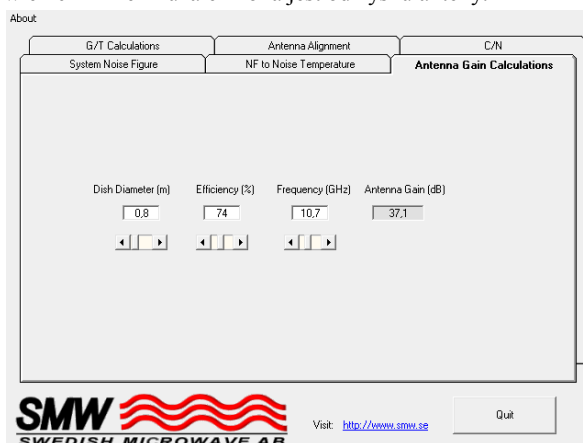 About
G/T Calculations Antenna Alignment C/N
System Noise Figure NF to Noise Temperature Antenna Gain Calculations
Dish Diameter (m) Efficiency (%) Frequency (GHz) Antenna Gain (dB)
0,8 74 10,7 37,1
SMW
SWEDISH MICROWAVE AB
Visit: http://www.smw.se
Quit